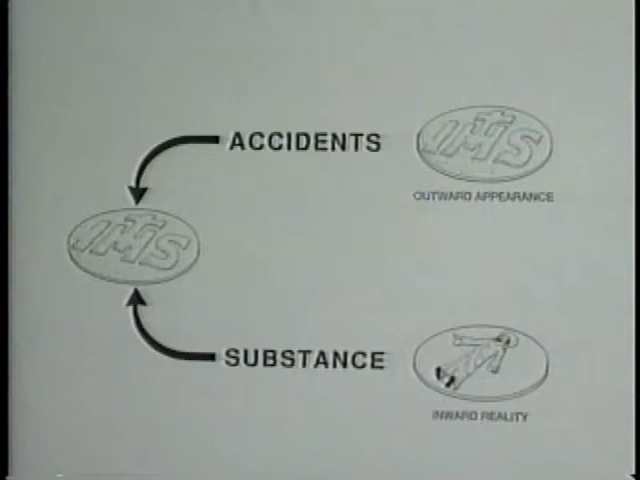 ACCIDENTS
IHS
OUTWARD APPEARANCE
IHS
SUBSTANCE
INWARD REALITY